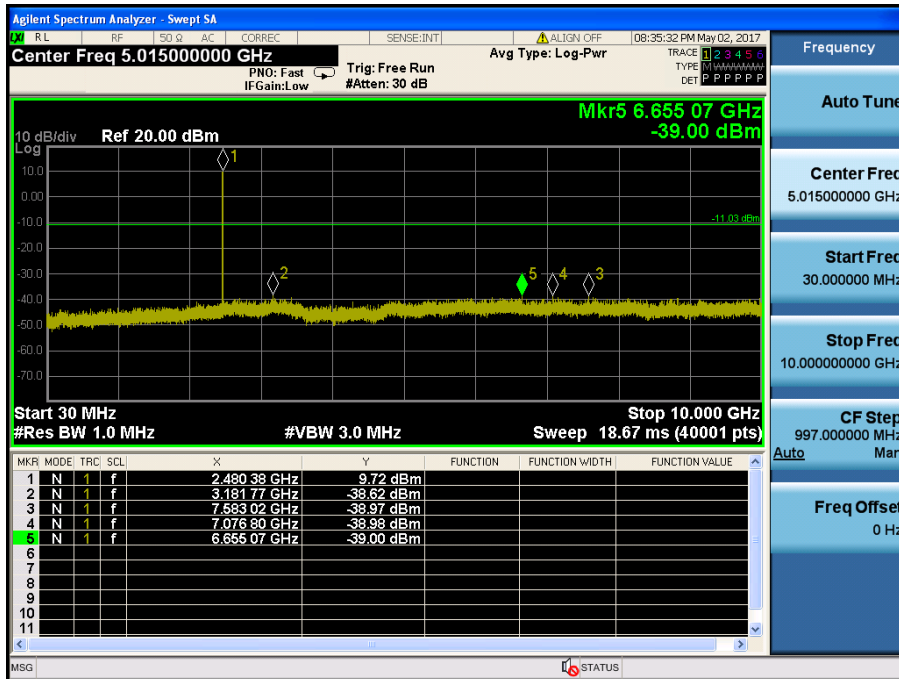 Agilent Spectrum Analyzer - Swept SA
LXI RL RF 50 Ω AC CORREC SENSE:INT ALIGN OFF 08:35:32 PM May 02, 2017
Center Freq 5.015000000 GHz
PNO: Fast
IFGain:Low
Trig: Free Run
#Atten: 30 dB
Avg Type: Log-Pwr
TRACE 1 2 3 4 5 6
TYPE M WWWWW
DET P P P P P P
Mkr5 6.655 07 GHz
-39.00 dBm
10 dB/div Ref 20.00 dBm
Log
10.0
0.00
-10.0
-20.0
-30.0
-40.0
-50.0
-60.0
-70.0
1
2
5
4
3
-11.03 dBm
Start 30 MHz Stop 10.000 GHz
#Res BW 1.0 MHz #VBW 3.0 MHz Sweep 18.67 ms (40001 pts)
MKR MODE TRC SCL X Y FUNCTION FUNCTION WIDTH FUNCTION VALUE
1 N 1 f 2.480 38 GHz 9.72 dBm
2 N 1 f 3.181 77 GHz -38.62 dBm
3 N 1 f 7.583 02 GHz -38.97 dBm
4 N 1 f 7.076 80 GHz -38.98 dBm
5 N 1 f 6.655 07 GHz -39.00 dBm
6
7
8
9
10
11
MSG STATUS
Frequency
Auto Tune
Center Freq
5.015000000 GHz
Start Freq
30.000000 MHz
Stop Freq
10.000000000 GHz
CF Step
997.000000 MHz
Auto Man
Freq Offset
0 Hz